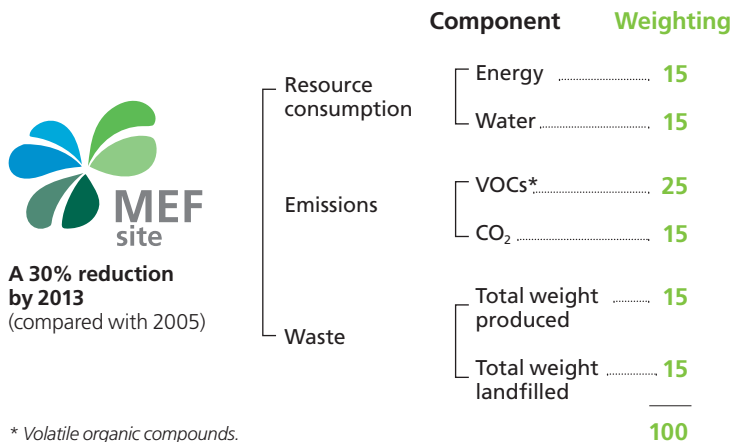 Component Weighting
Resource
consumption
Energy 15
Water 15
Emissions
VOCs* 25
CO₂ 15
MEF
site
A 30% reduction
by 2013
(compared with 2005)
Waste
Total weight
produced 15
Total weight
landfilled 15
* Volatile organic compounds.
100